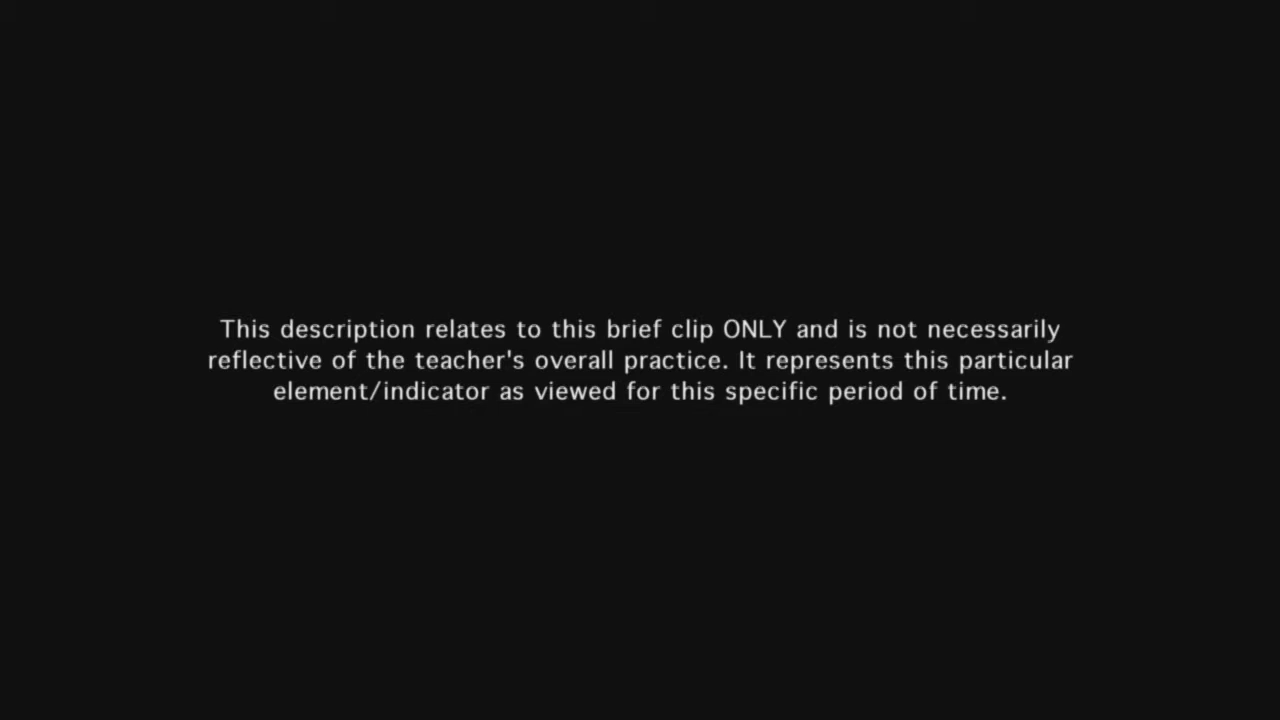 This description relates to this brief clip ONLY and is not necessarily
reflective of the teacher's overall practice. It represents this particular
element/indicator as viewed for this specific period of time.